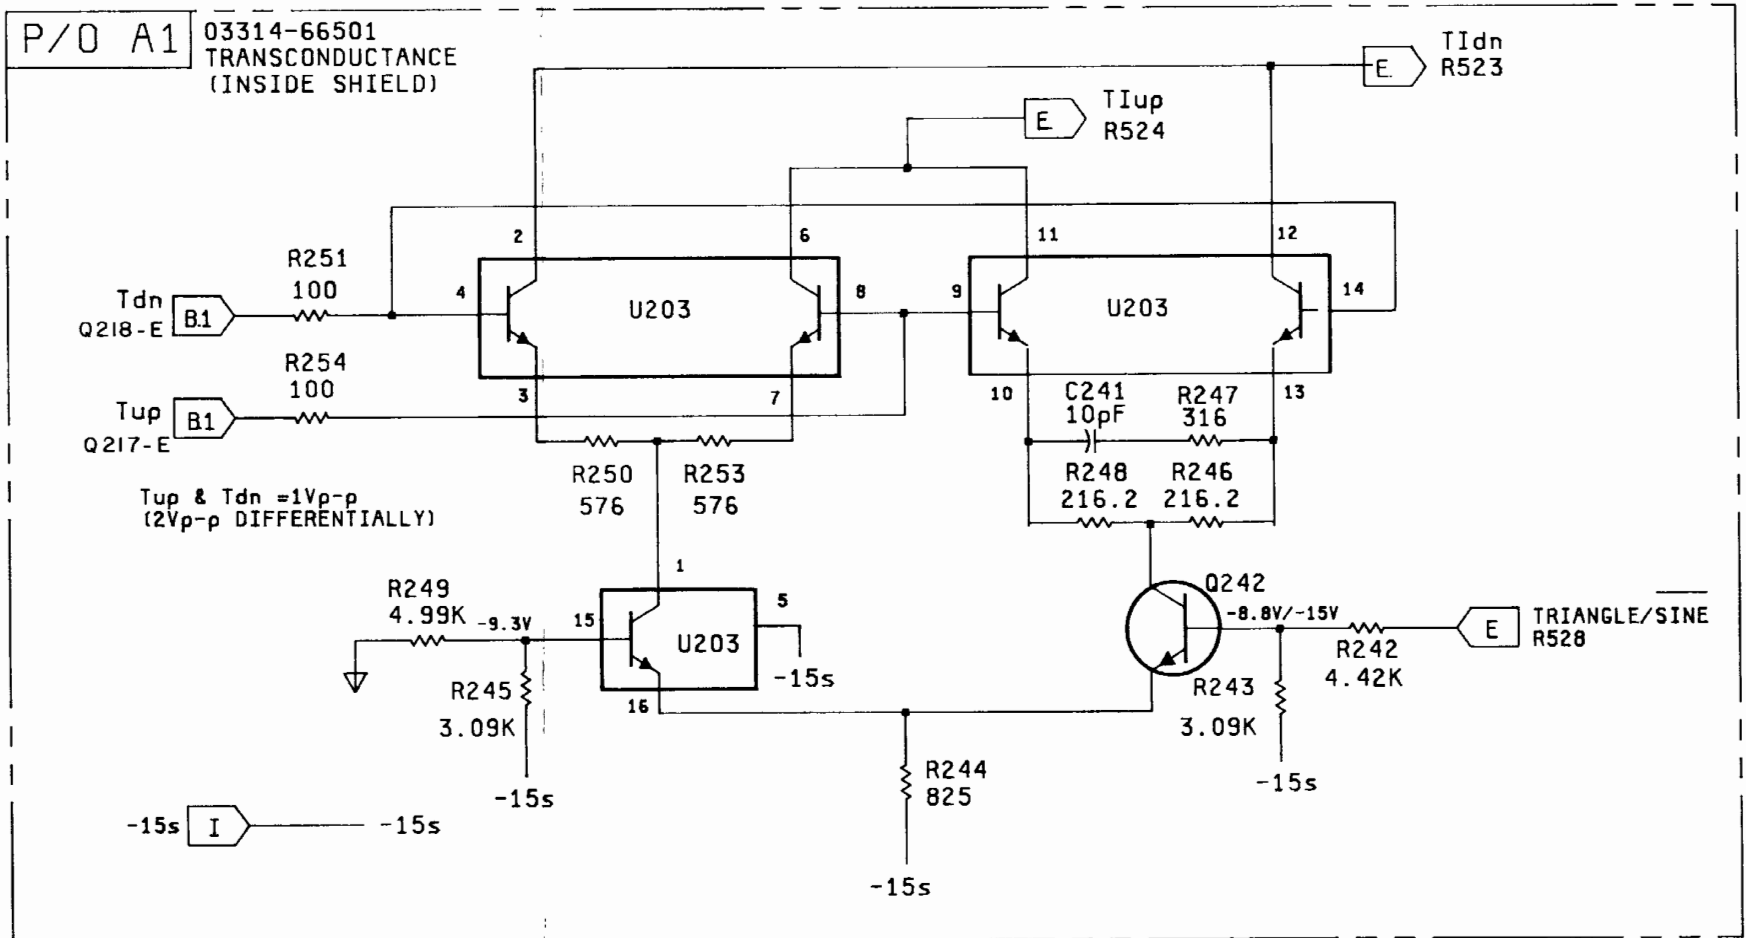 P/O A1
03314-66501
TRANSCONDUCTANCE
(INSIDE SHIELD)
TIdn
R523
E
TIup
R524
E
2
6
11
12
R251
100
Tdn
Q218-E
B.1
4
U203
8
9
U203
14
R254
100
Tup
Q217-E
B.1
3
7
10
C241
10pF
R247
316
13
R250
576
R253
576
R248
216.2
R246
216.2
Tup & Tdn =1Vp-p
(2Vp-p DIFFERENTIALLY)
1
R249
4.99K
-9.3V
15
U203
5
-15s
Q242
-8.8V/-15V
E
TRIANGLE/SINE
R528
R242
4.42K
R245
3.09K
16
R243
3.09K
-15s
R244
825
-15s
-15s
I
-15s
-15s